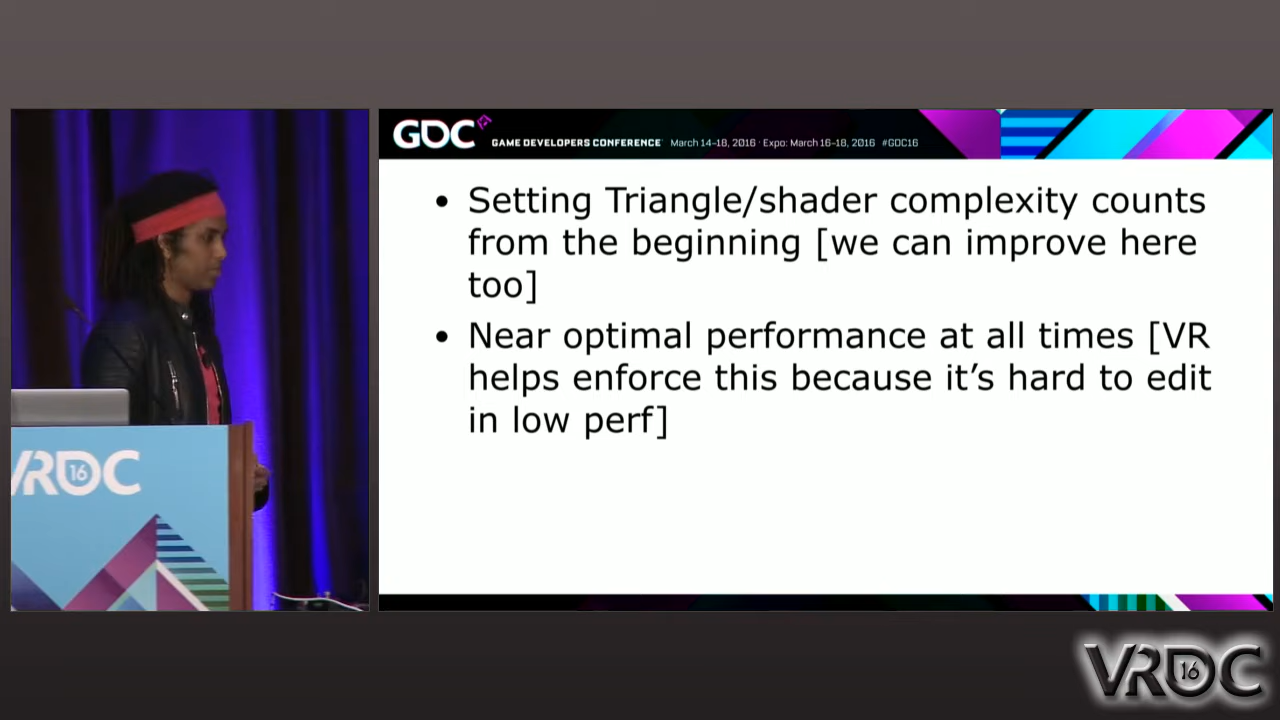 GDC
GAME DEVELOPERS CONFERENCE March 14-18, 2016 · Expo: March 16-18, 2016 #GDC16
• Setting Triangle/shader complexity counts
from the beginning [we can improve here
too]
• Near optimal performance at all times [VR
helps enforce this because it’s hard to edit
in low perf]
VRDC
16
VRDC
16